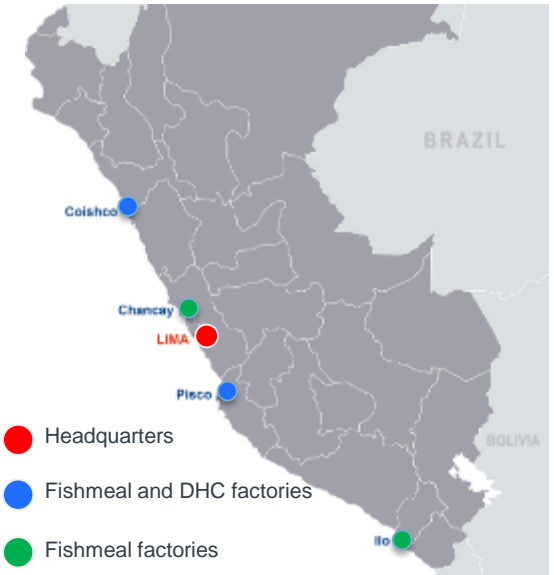 BRAZIL
Coishco
Chancay
LIMA
Pisco
Headquarters
BOLIVIA
Fishmeal and DHC factories
Ilo
Fishmeal factories